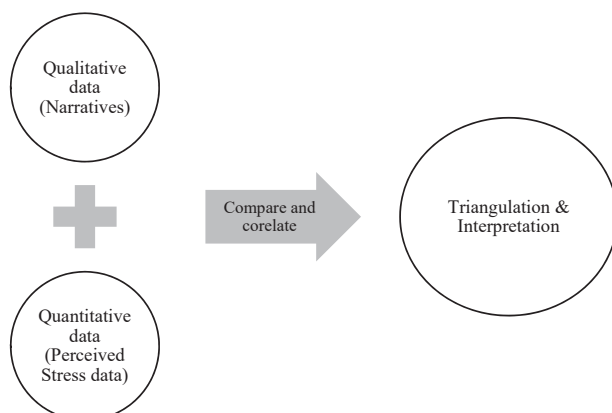 Qualitative
data
(Narratives)
Compare and
corelate
Triangulation &
Interpretation
Quantitative
data
(Perceived
Stress data)